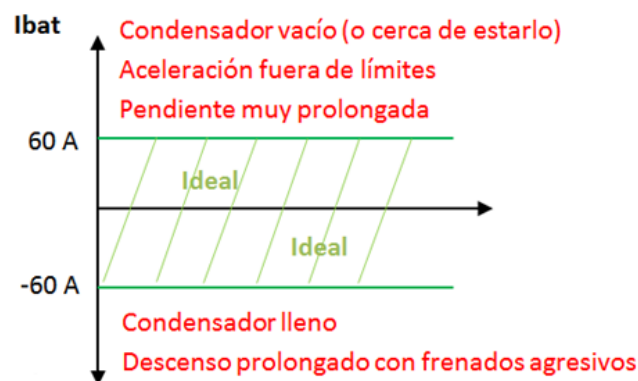 Ibat
Condensador vacío (o cerca de estarlo)
Aceleración fuera de límites
Pendiente muy prolongada
60 A
Ideal
Ideal
-60 A
Condensador lleno
Descenso prolongado con frenados agresivos